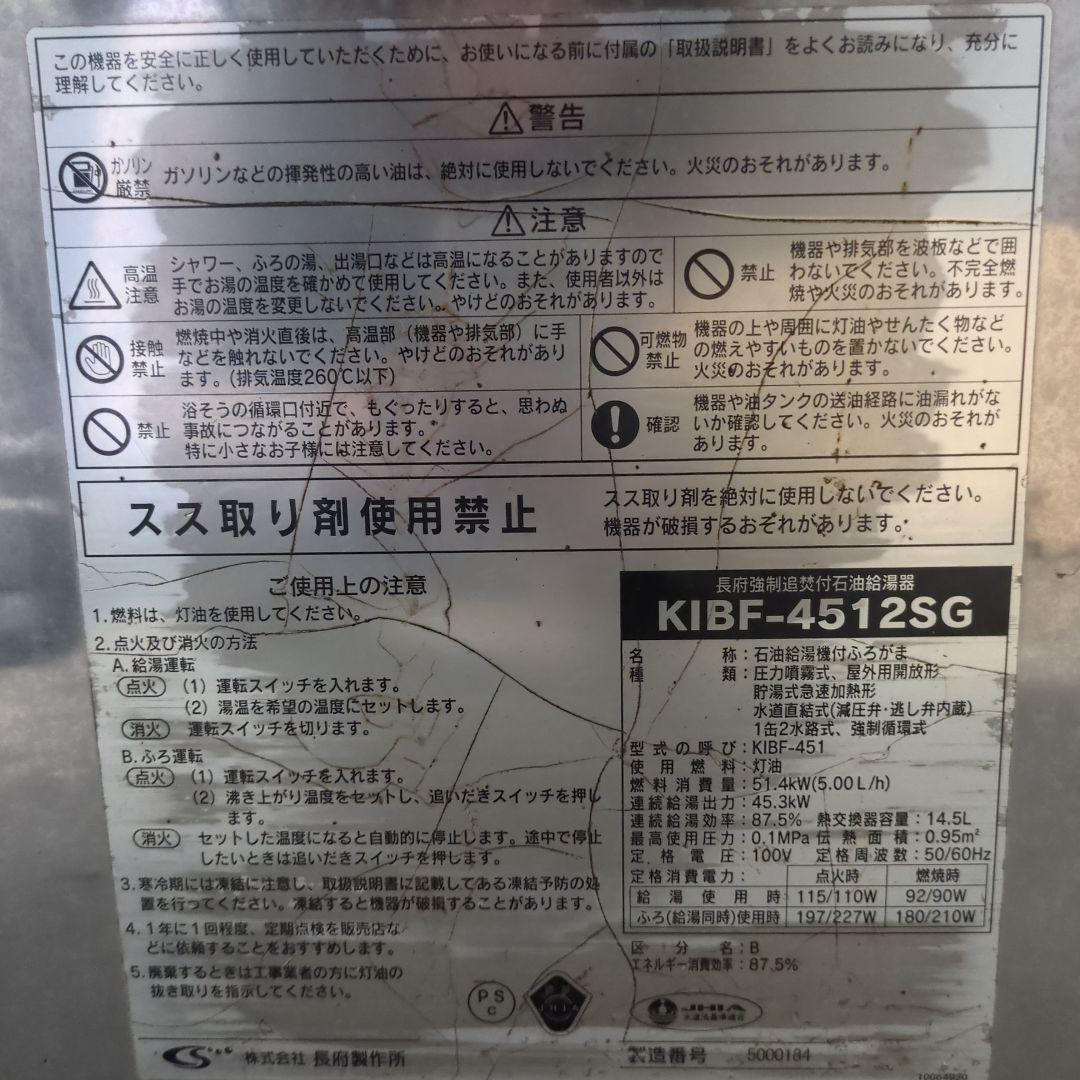 この機器を安全に正しく使用していただくために、お使いになる前に付属の「取扱説明書」をよくお読みになり、充分に
理解してください。
警告
ガソリン
厳禁
ガソリンなどの揮発性の高い油は、絶対に使用しないでください。火災のおそれがあります。
注意
高温
注意
シャワー、ふろの湯、出湯口などは高温になることがありますので
手でお湯の温度を確かめて使用してください。また、使用者以外は
お湯の温度を変更しないでください。やけどのおそれがあります。
禁止
機器や排気部を波板などで囲
わないでください。不完全燃
焼や火災のおそれがあります。
接触
禁止
燃焼中や消火直後は、高温部（機器や排気部）に手
などを触れないでください。やけどのおそれがあり
ます。(排気温度260℃以下)
可燃物
禁止
機器の上や周囲に灯油やせんたく物など
の燃えやすいものを置かないでください。
火災のおそれがあります。
禁止
浴そうの循環口付近で、もぐったりすると、思わぬ
事故につながることがあります。
特に小さなお子様には注意してください。
確認
機器や油タンクの送油経路に油漏れがな
いか確認してください。火災のおそれが
あります。
スス取り剤使用禁止
スス取り剤を絶対に使用しないでください。
機器が破損するおそれがあります。
ご使用上の注意
1.燃料は、灯油を使用してください。
2.点火及び消火の方法
A.給湯運転
点火 (1) 運転スイッチを入れます。
(2) 湯温を希望の温度にセットします。
消火 運転スイッチを切ります。
B.ふろ運転
点火 (1) 運転スイッチを入れます。
(2) 沸き上がり温度をセットし、追いだきスイッチを押し
ます。
消火 セットした温度になると自動的に停止します。途中で停止
したいときは追いだきスイッチを押します。
3.寒冷期には凍結に注意し、取扱説明書に記載してある凍結予防の処
置を行ってください。凍結すると機器が破損することがあります。
4.1年に1回程度、定期点検を販売店な
どに依頼することをおすすめします。
5.廃棄するときは工事業者の方に灯油の
抜き取りを指示してください。
長府強制追焚付石油給湯器
KIBF-4512SG
名称：石油給湯機付ふろがま
種類：圧力噴霧式、屋外用開放形
貯湯式急速加熱形
水道直結式(減圧弁・逃し弁内蔵)
1缶2水路式、強制循環式
型式の呼び：KIBF-451
使用燃料：灯油
燃料消費量：51.4kW(5.00L/h)
連続給湯出力：45.3kW
連続給湯効率：87.5% 熱交換器容量：14.5L
最高使用圧力：0.1MPa 伝熱面積：0.95m²
定格電圧：100V 定格周波数：50/60Hz
定格消費電力： 点火時 燃焼時
給湯使用時 115/110W 92/90W
ふろ(給湯同時)使用時 197/227W 180/210W
区分名：B
エネルギー消費効率：87.5%
PS
C
JHIA
JHIA
株式会社 長府製作所
製造番号 5000184